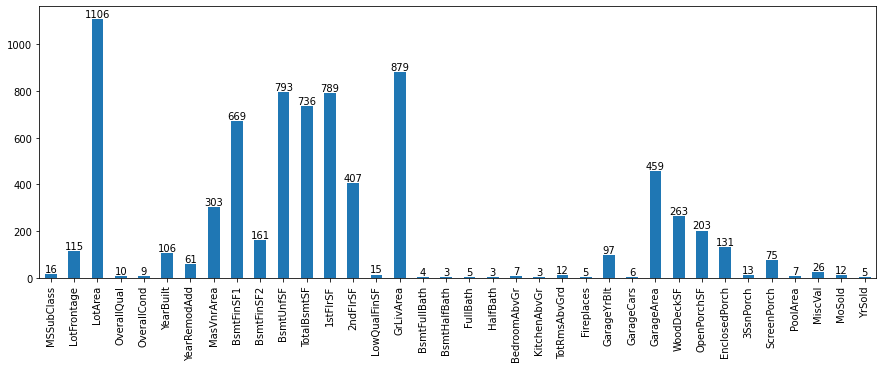 1000
800
600
400
200
0
16
115
1106
10
9
106
61
303
669
161
793
736
789
407
15
879
4
3
5
3
7
3
12
5
97
6
459
263
203
131
13
75
7
26
12
5
MSSubClass
LotFrontage
LotArea
OverallQual
OverallCond
YearBuilt
YearRemodAdd
MasVnrArea
BsmtFinSF1
BsmtFinSF2
BsmtUnfSF
TotalBsmtSF
1stFlrSF
2ndFlrSF
LowQualFinSF
GrLivArea
BsmtFullBath
BsmtHalfBath
FullBath
HalfBath
BedroomAbvGr
KitchenAbvGr
TotRmsAbvGrd
Fireplaces
GarageYrBlt
GarageCars
GarageArea
WoodDeckSF
OpenPorchSF
EnclosedPorch
3SsnPorch
ScreenPorch
PoolArea
MiscVal
MoSold
YrSold